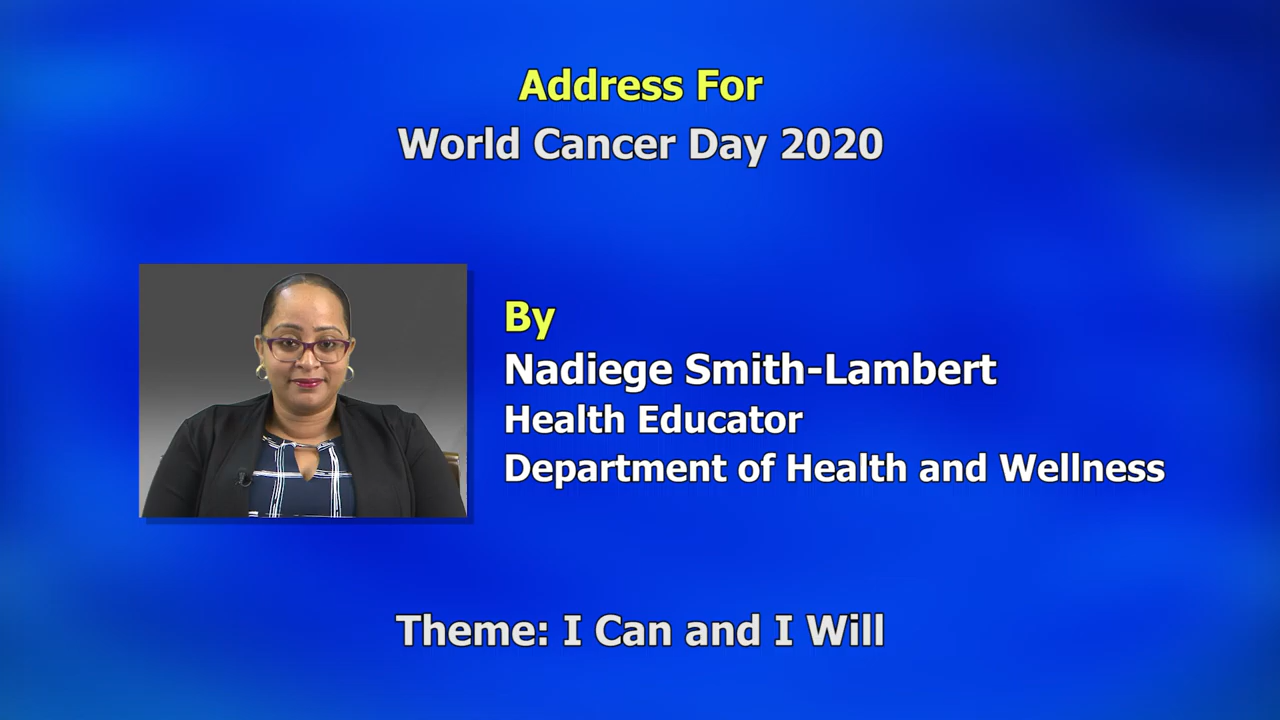 Address For
World Cancer Day 2020
By
Nadiege Smith-Lambert
Health Educator
Department of Health and Wellness
Theme: I Can and I Will